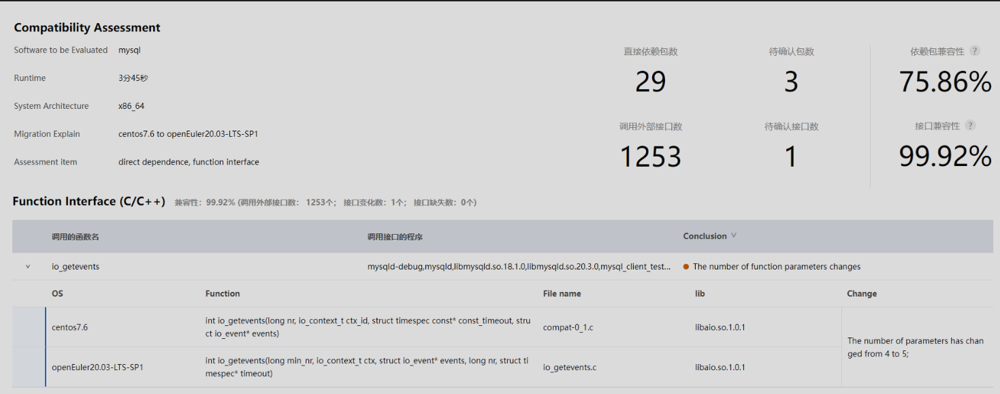 Compatibility Assessment
Software to be Evaluated mysql
Runtime 3分45秒
System Architecture x86_64
Migration Explain centos7.6 to openEuler20.03-LTS-SP1
Assessment item direct dependence, function interface
直接依赖包数 待确认包数 依赖包兼容性 ?
29 3 75.86%
调用外部接口数 待确认接口数 接口兼容性 ?
1253 1 99.92%
Function Interface (C/C++) 兼容性：99.92% (调用外部接口数： 1253个； 接口变化数：1个； 接口缺失数：0个)
调用的函数名 调用接口的程序 Conclusion
io_getevents mysqld-debug,mysqld,libmysqld.so.18.1.0,libmysqld.so.20.3.0,mysql_client_test... The number of function parameters changes
OS Function File name lib Change
centos7.6 int io_getevents(long nr, io_context_t ctx_id, struct timespec const* const_timeout, stru
ct io_event* events) compat-0_1.c libaio.so.1.0.1
openEuler20.03-LTS-SP1 int io_getevents(long min_nr, io_context_t ctx, struct io_event* events, long nr, struct ti
mespec* timeout) io_getevents.c libaio.so.1.0.1
The number of parameters has chan
ged from 4 to 5;